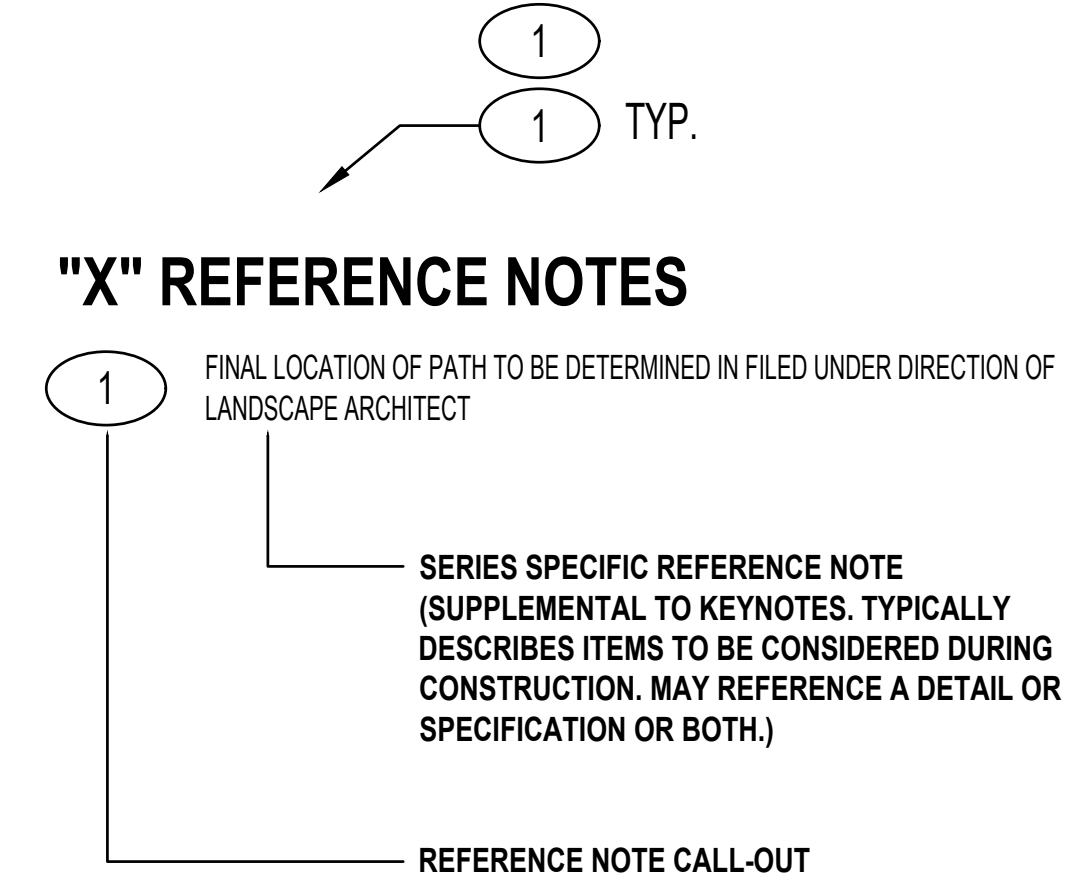 1
1 TYP.
"X" REFERENCE NOTES
1 FINAL LOCATION OF PATH TO BE DETERMINED IN FILED UNDER DIRECTION OF
LANDSCAPE ARCHITECT
SERIES SPECIFIC REFERENCE NOTE
(SUPPLEMENTAL TO KEYNOTES. TYPICALLY
DESCRIBES ITEMS TO BE CONSIDERED DURING
CONSTRUCTION. MAY REFERENCE A DETAIL OR
SPECIFICATION OR BOTH.)
REFERENCE NOTE CALL-OUT